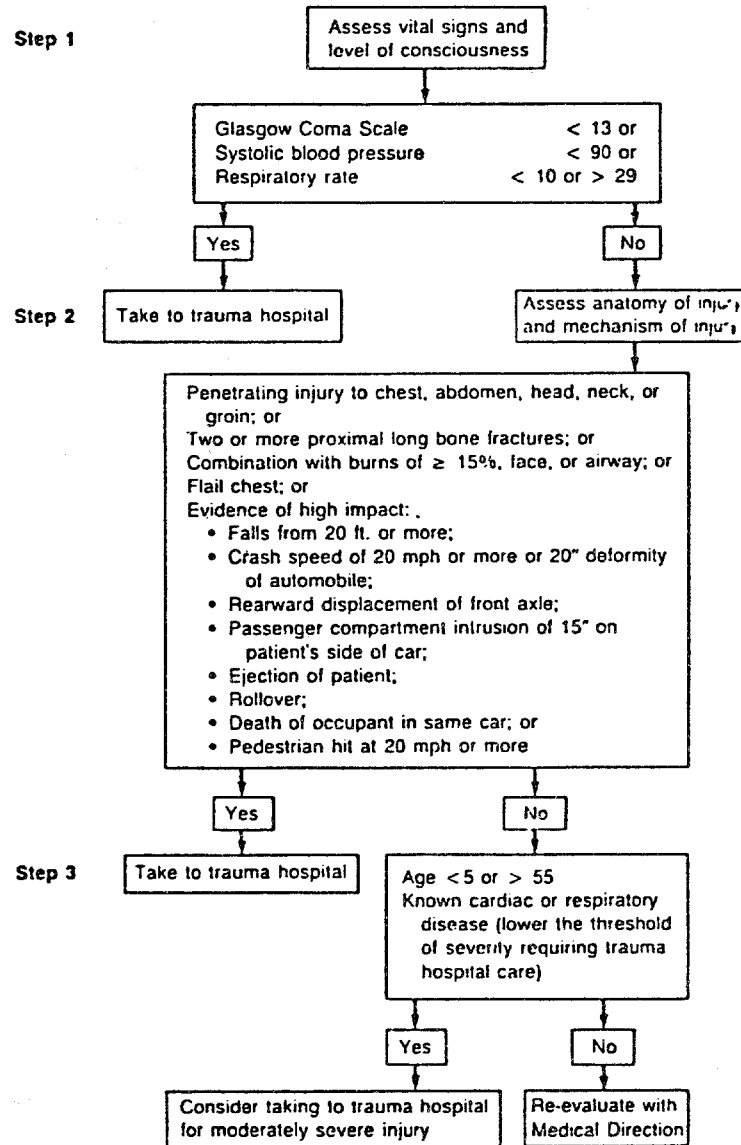 Step 1
Assess vital signs and
level of consciousness
Glasgow Coma Scale < 13 or
Systolic blood pressure < 90 or
Respiratory rate < 10 or > 29
Yes
No
Step 2
Take to trauma hospital
Assess anatomy of
and mechanism of
Penetrating injury to chest, abdomen, head, neck, or
groin; or
Two or more proximal long bone fractures; or
Combination with burns of ≥ 15%, face, or airway; or
Flail chest; or
Evidence of high impact:
• Falls from 20 ft. or more;
• Crash speed of 20 mph or more or 20" deformity
of automobile;
• Rearward displacement of front axle;
• Passenger compartment intrusion of 15" on
patient's side of car;
• Ejection of patient;
• Rollover;
• Death of occupant in same car; or
• Pedestrian hit at 20 mph or more
Yes
No
Step 3
Take to trauma hospital
Age < 5 or > 55
Known cardiac or respiratory
disease (lower the threshold
of severity requiring trauma
hospital care)
Yes
No
Consider taking to trauma hospital
for moderately severe injury
Re-evaluate with
Medical Direction